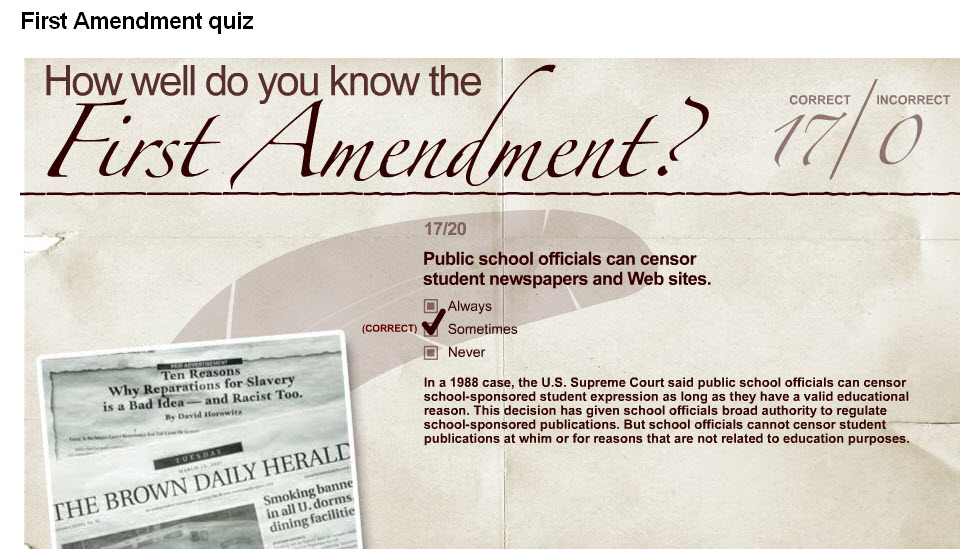 First Amendment quiz
How well do you know the
First Amendment?
CORRECT
INCORRECT
17/0
17/20
Public school officials can censor
student newspapers and Web sites.
Always
(CORRECT)
Sometimes
Never
In a 1988 case, the U.S. Supreme Court said public school officials can censor
school-sponsored student expression as long as they have a valid educational
reason. This decision has given school officials broad authority to regulate
school-sponsored publications. But school officials cannot censor student
publications at whim or for reasons that are not related to education purposes.
PAID ADVERTISEMENT
Ten Reasons
Why Reparations for Slavery
is a Bad Idea — and Racist Too.
By David Horowitz
TUESDAY
THE BROWN DAILY HERALD
Smoking banne
in all U. dorms,
dining facilitie